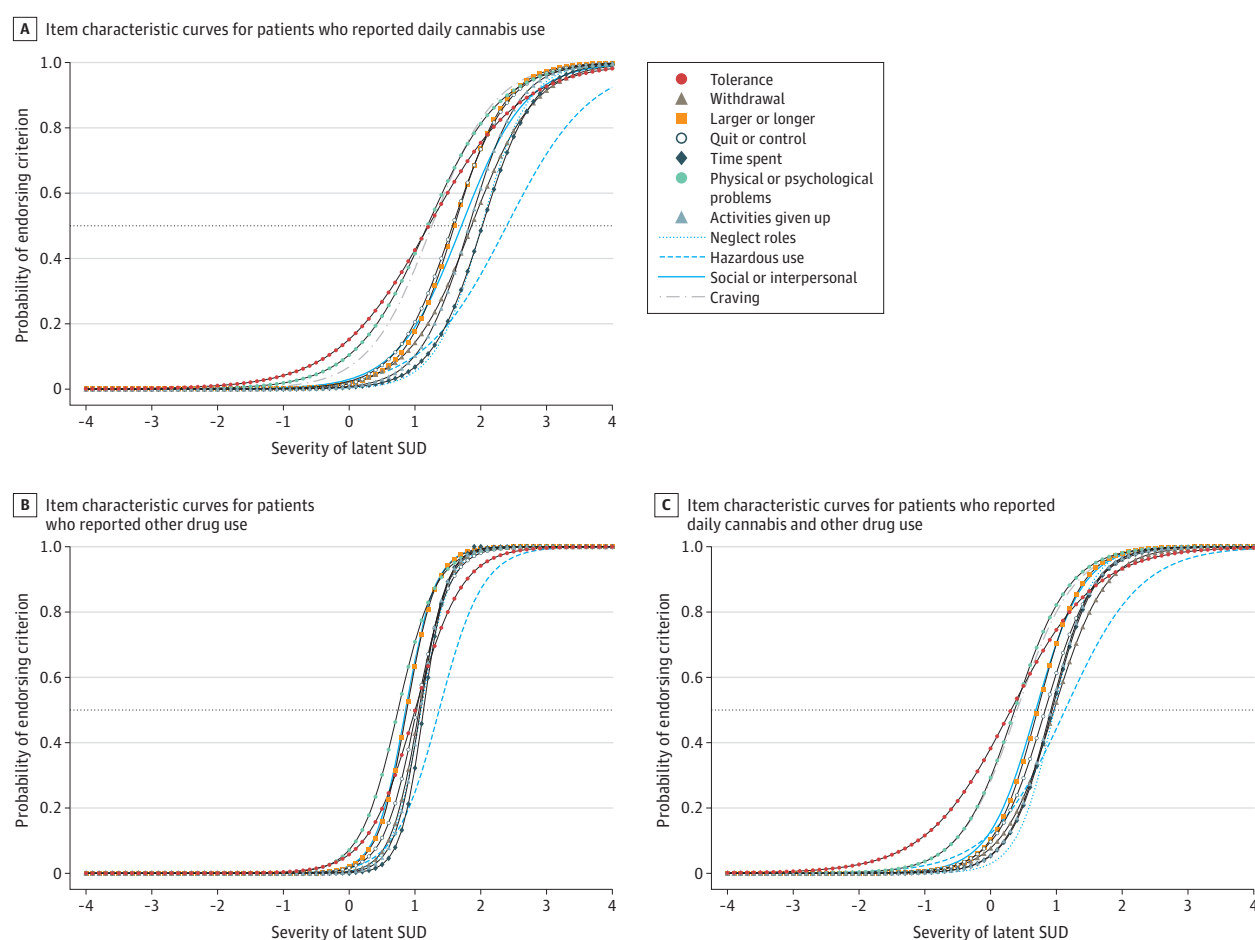 A Item characteristic curves for patients who reported daily cannabis use
Probability of endorsing criterion
1.0
0.8
0.6
0.4
0.2
0
-4 -3 -2 -1 0 1 2 3 4
Severity of latent SUD
Tolerance
Withdrawal
Larger or longer
Quit or control
Time spent
Physical or psychological
problems
Activities given up
Neglect roles
Hazardous use
Social or interpersonal
Craving
B Item characteristic curves for patients
who reported other drug use
Probability of endorsing criterion
1.0
0.8
0.6
0.4
0.2
0
-4 -3 -2 -1 0 1 2 3 4
Severity of latent SUD
C Item characteristic curves for patients who reported
daily cannabis and other drug use
Probability of endorsing criterion
1.0
0.8
0.6
0.4
0.2
0
-4 -3 -2 -1 0 1 2 3 4
Severity of latent SUD